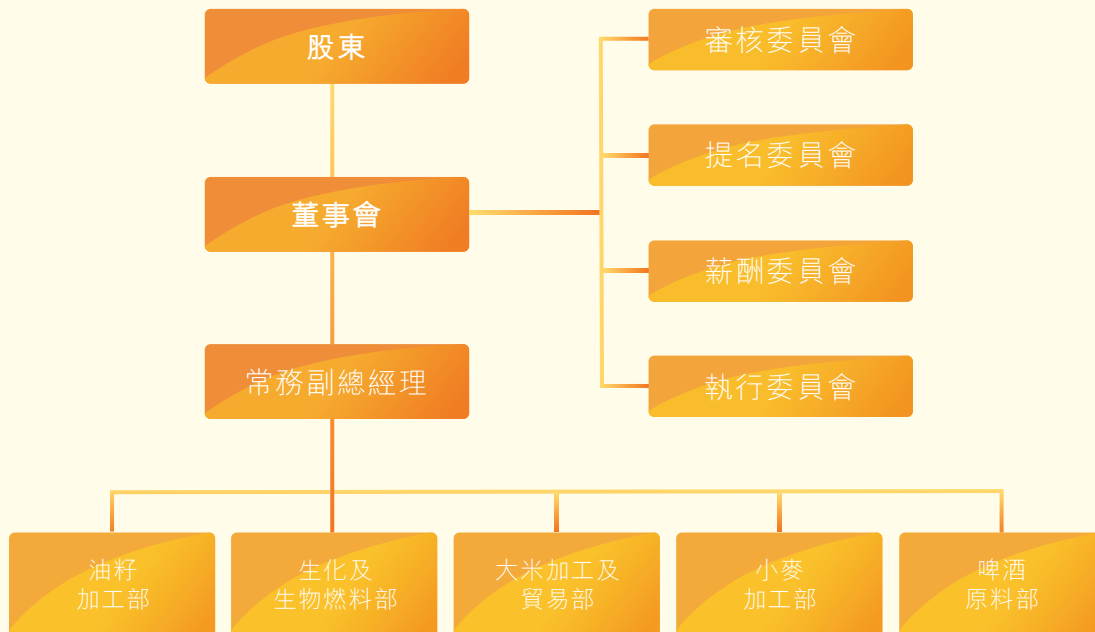 股東
審核委員會
提名委員會
董事會
薪酬委員會
常務副總經理
執行委員會
油籽
加工部
生化及
生物燃料部
大米加工及
貿易部
小麥
加工部
啤酒
原料部